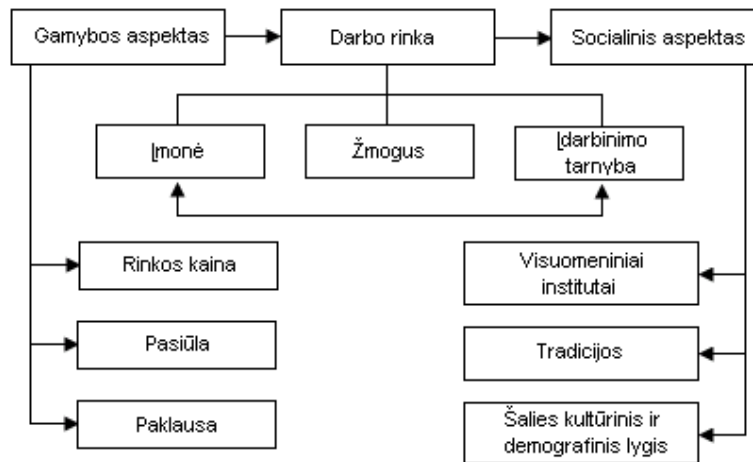 Gamybos aspektas
Darbo rinka
Socialinis aspektas
Įmonė
Žmogus
Įdarbinimo
tarnyba
Rinkos kaina
Visuomeniniai
institutai
Pasiūla
Tradicijos
Paklausa
Šalies kultūrinis ir
demografinis lygis